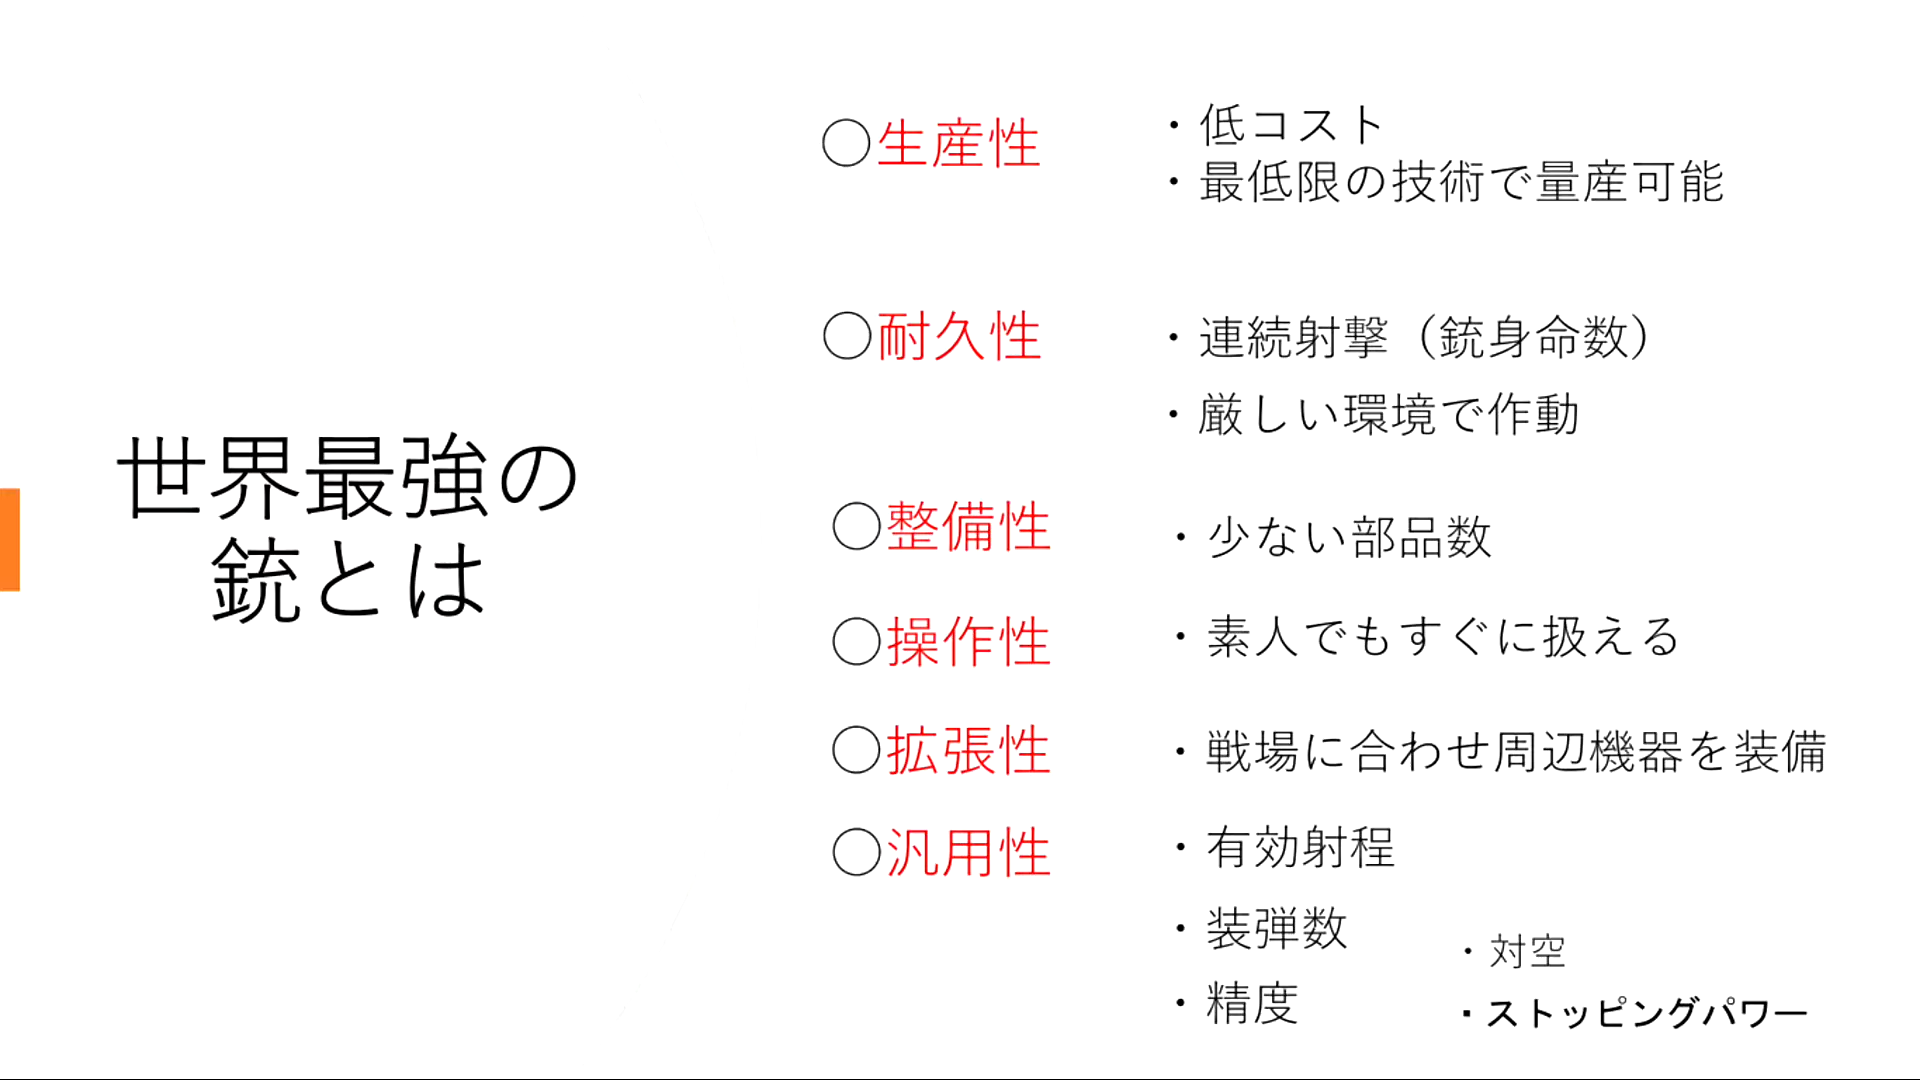 世界最強の
銃とは
○生産性
・低コスト
・最低限の技術で量産可能
○耐久性
・連続射撃（銃身命数）
・厳しい環境で作動
○整備性
・少ない部品数
○操作性
・素人でもすぐに扱える
○拡張性
・戦場に合わせ周辺機器を装備
○汎用性
・有効射程
・装弾数
・精度
・対空
・ストッピングパワー